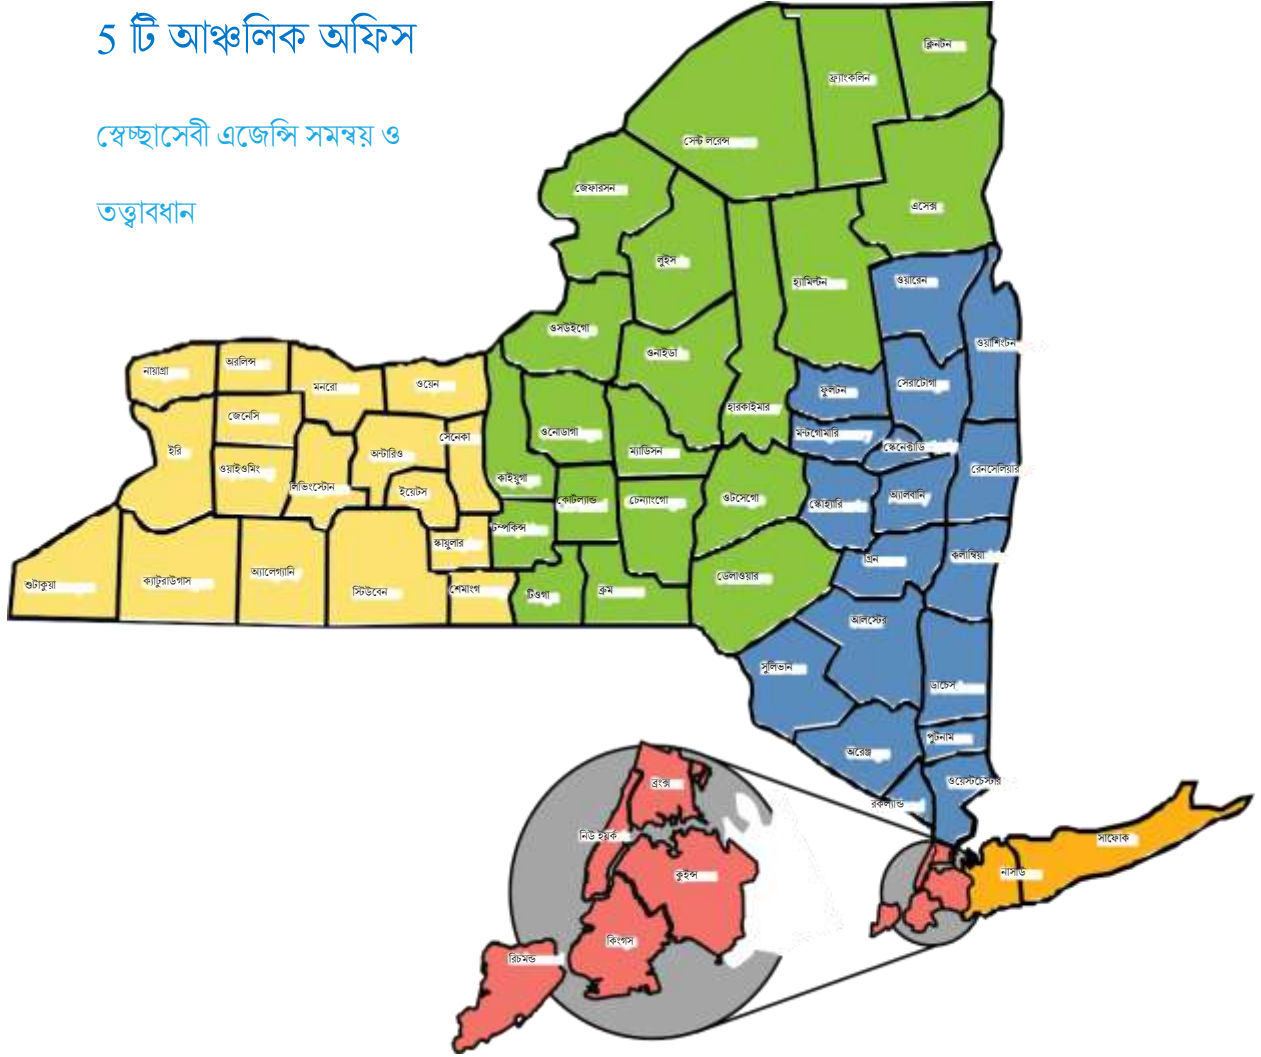 5 টি আঞ্চলিক অফিস
স্বেচ্ছাসেবী এজেন্সি সমন্বয় ও
তত্ত্বাবধান
ক্লিনটন
ফ্র্যাংকলিন
সেন্ট লরেন্স
জেফারসন
এসেক্স
লুইস
হ্যামিল্টন
ওয়ারেন
ওসউইগো
ওনাইডা
ওয়াশিংটন
নায়াগ্রা
অরলিন্স
মনরো
ওয়েন
ফুলটন
সেরাটোগা
হারকাইমার
জেনেসি
ওনোডাগা
মন্টগোমারি
স্কেনেক্টাডি
সেনেকা
ইরি
অন্টারিও
ম্যাডিসন
ওয়াইওমিং
লিভিংস্টোন
ইয়েটস
কাইয়ুগা
রেনসেলিয়ার
কোর্টল্যান্ড
চেন্যাংগো
ওটসেগো
স্কোহ্যারি
অ্যালবানি
টম্পকিন্স
স্কায়ুলার
গ্রিন
কলাম্বিয়া
শুটাকুয়া
ক্যাটুরাউগাস
অ্যালেগ্যানি
স্টিউবেন
শেমাংগ
টিওগা
ব্রুম
ডেলাওয়ার
আলস্টের
সুলিভান
ডাচেস
পুটনাম
অরেঞ্জ
ওয়েস্টচেস্টার
রকল্যান্ড
ব্রংক্স
নিউ ইয়র্ক
কুইন্স
কিংগস
রিচমন্ড
নাসাউ
সাফোক